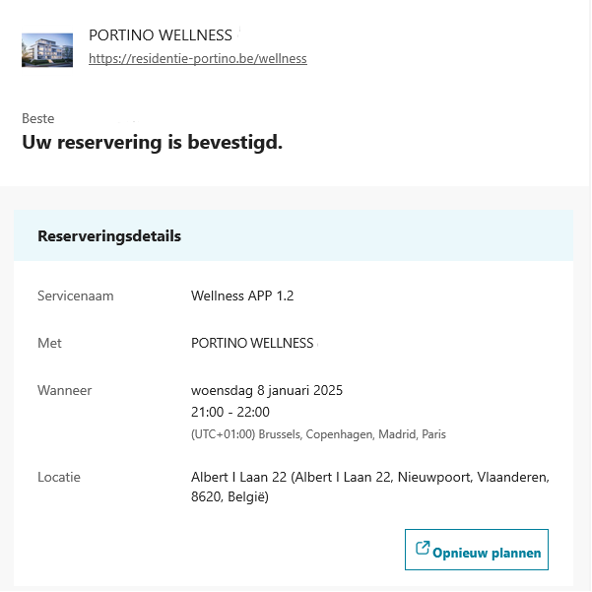 PORTINO WELLNESS
https://residentie-portino.be/wellness
Beste
Uw reservering is bevestigd.
Reserveringsdetails
Servicenaam Wellness APP 1.2
Met PORTINO WELLNESS
Wanneer woensdag 8 januari 2025
21:00 - 22:00
(UTC+01:00) Brussels, Copenhagen, Madrid, Paris
Locatie Albert I Laan 22 (Albert I Laan 22, Nieuwpoort, Vlaanderen,
8620, België)
Opnieuw plannen